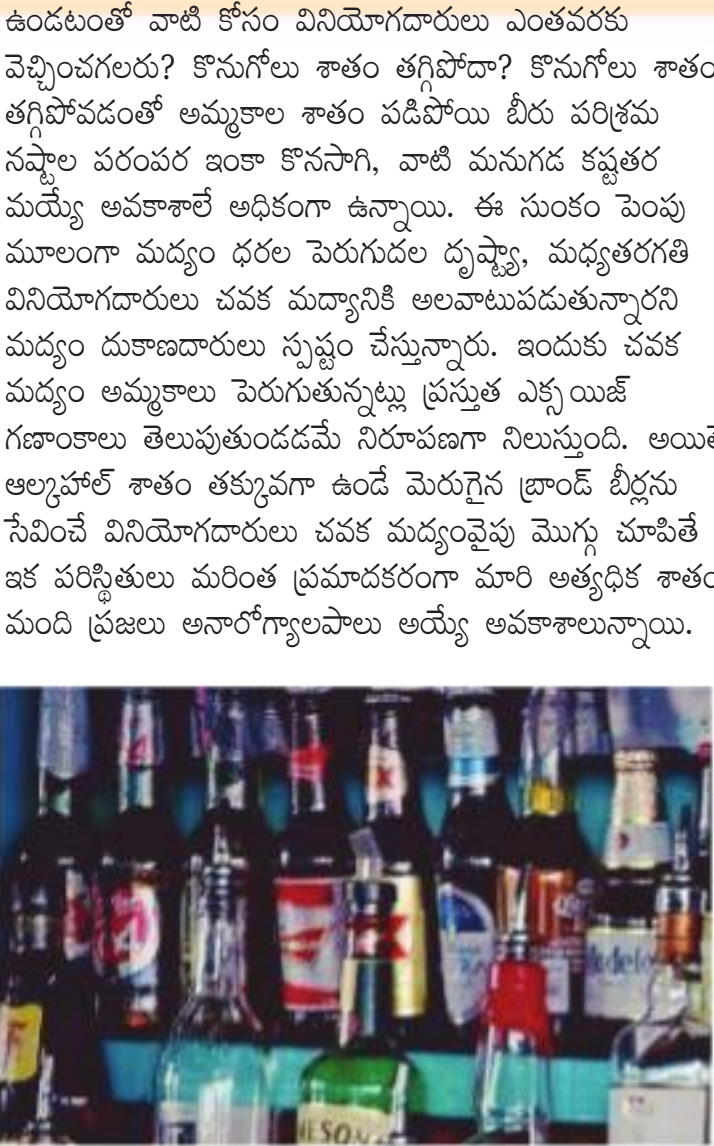 ఉండటంతో వాటి కోసం వినియోగదారులు ఎంతవరకు
వెచ్చించగలరు? కొనుగోలు శాతం తగ్గిపోదా? కొనుగోలు శాతం
తగ్గిపోవడంతో అమ్మకాల శాతం పడిపోయి బీరు పరిశ్రమ
నష్టాల పరంపర ఇంకా కొనసాగి, వాటి మనుగడ కష్టతర
మయ్యే అవకాశాలే అధికంగా ఉన్నాయి. ఈ సుంకం పెంపు
మూలంగా మద్యం ధరల పెరుగుదల దృష్ట్యా, మధ్యతరగతి
వినియోగదారులు చవక మద్యానికి అలవాటుపడుతున్నారని
మద్యం దుకాణదారులు స్పష్టం చేస్తున్నారు. ఇందుకు చవక
మద్యం అమ్మకాలు పెరుగుతున్నట్లు ప్రస్తుత ఎక్సయిజ్
గణాంకాలు తెలుపుతుండడమే నిరూపణగా నిలుస్తుంది. అయితే
ఆల్కహాల్ శాతం తక్కువగా ఉండే మెరుగైన బ్రాండ్ బీర్లను
సేవించే వినియోగదారులు చవక మద్యంవైపు మొగ్గు చూపితే
ఇక పరిస్థితులు మరింత ప్రమాదకరంగా మారి అత్యధిక శాతం
మంది ప్రజలు అనారోగ్యాలపాలు అయ్యే అవకాశాలున్నాయి.